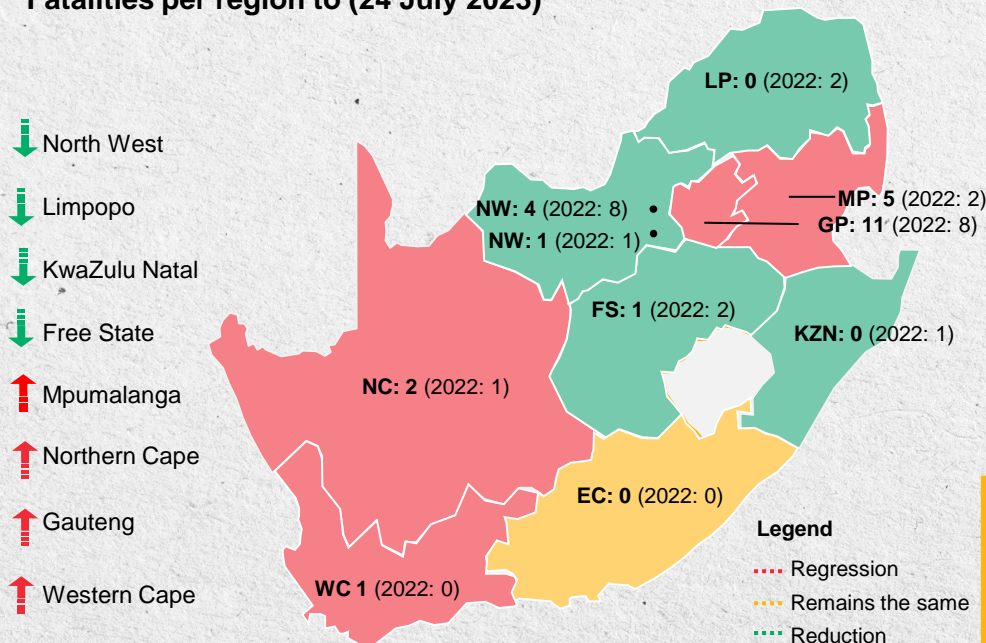 Fatalities per region to (24 July 2023)
North West
Limpopo
KwaZulu Natal
Free State
Mpumalanga
Northern Cape
Gauteng
Western Cape
LP: 0 (2022: 2)
MP: 5 (2022: 2)
NW: 4 (2022: 8)
GP: 11 (2022: 8)
NW: 1 (2022: 1)
FS: 1 (2022: 2)
KZN: 0 (2022: 1)
NC: 2 (2022: 1)
EC: 0 (2022: 0)
WC 1 (2022: 0)
Legend
Regression
Remains the same
Reduction